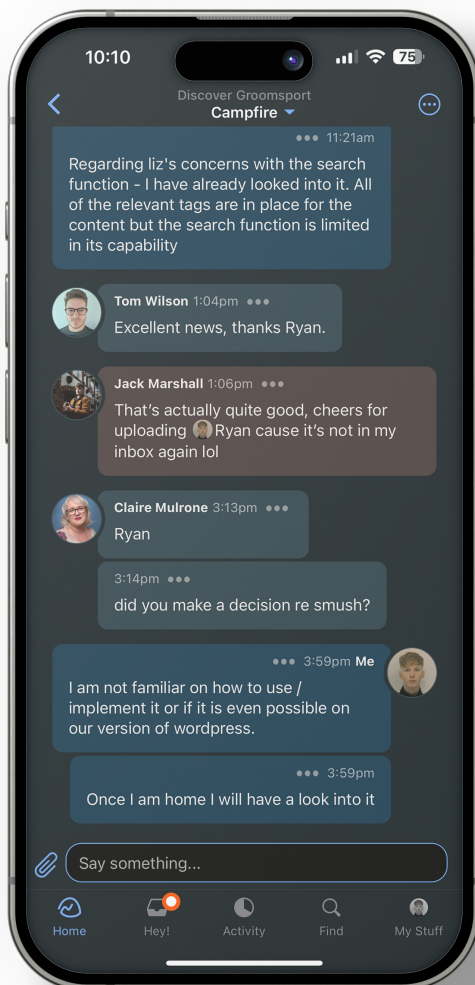 10:10
75
Discover Groomsport
Campfire
11:21am
Regarding liz's concerns with the search
function - I have already looked into it. All
of the relevant tags are in place for the
content but the search function is limited
in its capability
Tom Wilson 1:04pm
Excellent news, thanks Ryan.
Jack Marshall 1:06pm
That's actually quite good, cheers for
uploading Ryan cause it's not in my
inbox again lol
Claire Mulrone 3:13pm
Ryan
3:14pm
did you make a decision re smush?
3:59pm Me
I am not familiar on how to use /
implement it or if it is even possible on
our version of wordpress.
3:59pm
Once I am home I will have a look into it
Say something...
Home
Hey!
Activity
Find
My Stuff